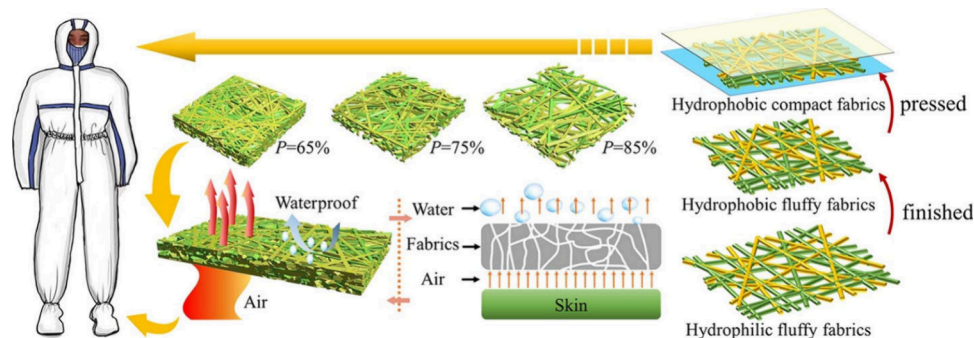 Hydrophobic compact fabrics
pressed
P=65%
P=75%
P=85%
Hydrophobic fluffy fabrics
finished
Waterproof
Water
Fabrics
Air
Air
Skin
Hydrophilic fluffy fabrics